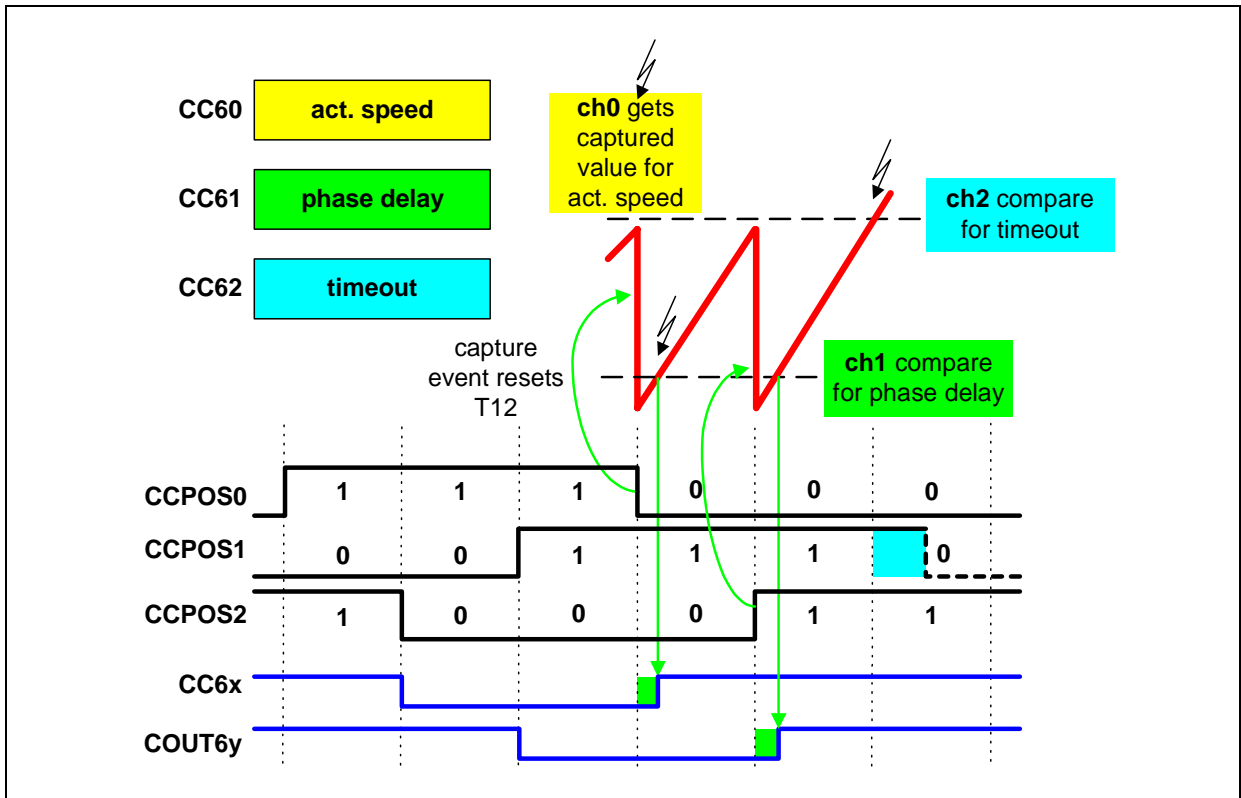 CC60
act. speed
CC61
phase delay
CC62
timeout
ch0 gets
captured
value for
act. speed
ch2 compare
for timeout
capture
event resets
T12
ch1 compare
for phase delay
CCPOS0
1 1 1 0 0 0
CCPOS1
0 0 1 1 1 0
CCPOS2
1 0 0 0 1 1
CC6x
COUT6y